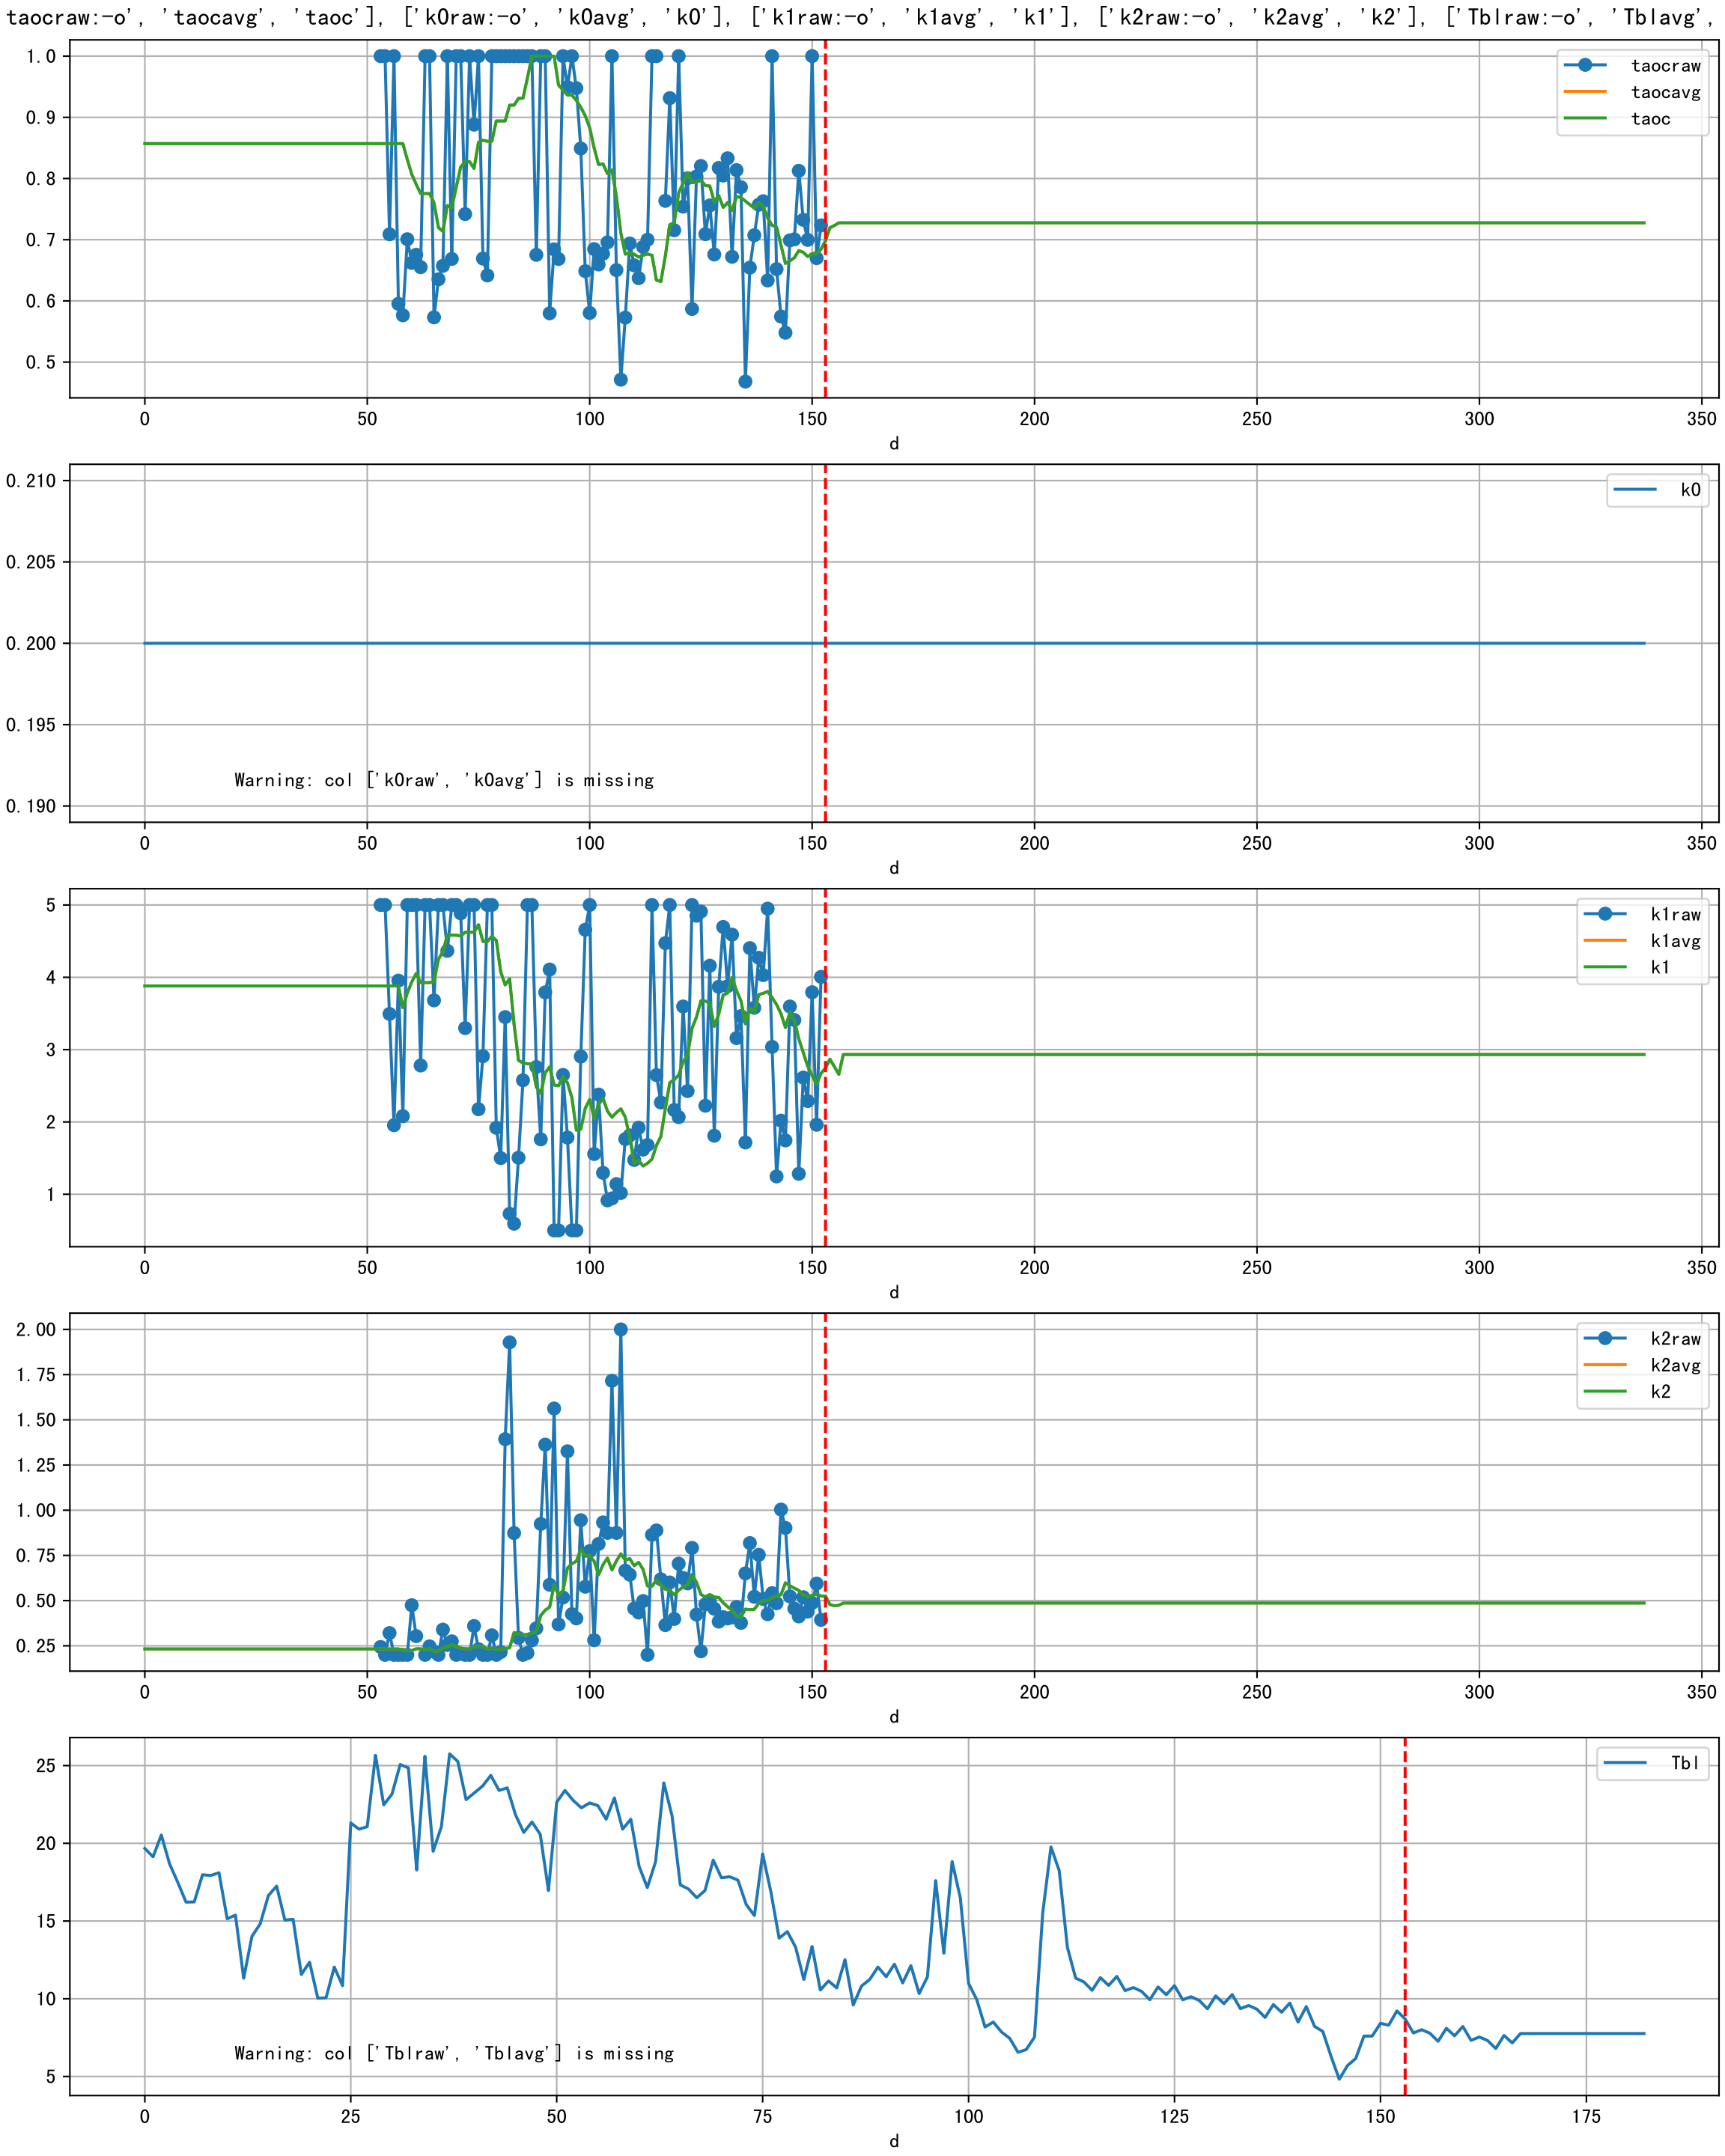 taocraw:-o', 'taocavg', 'taoc'], ['k0raw:-o', 'k0avg', 'k0'], ['k1raw:-o', 'k1avg', 'k1'], ['k2raw:-o', 'k2avg', 'k2'], ['Tblraw:-o', 'Tblavg',
1.0
0.9
0.8
0.7
0.6
0.5
taocraw
taocavg
taoc
0 50 100 150 200 250 300 350
d
0.210
0.205
0.200
0.195
0.190
k0
Warning: col ['k0raw', 'k0avg'] is missing
0 50 100 150 200 250 300 350
d
5
4
3
2
1
k1raw
k1avg
k1
0 50 100 150 200 250 300 350
d
2.00
1.75
1.50
1.25
1.00
0.75
0.50
0.25
k2raw
k2avg
k2
0 50 100 150 200 250 300 350
d
25
20
15
10
5
Tbl
Warning: col ['Tblraw', 'Tblavg'] is missing
0 25 50 75 100 125 150 175
d